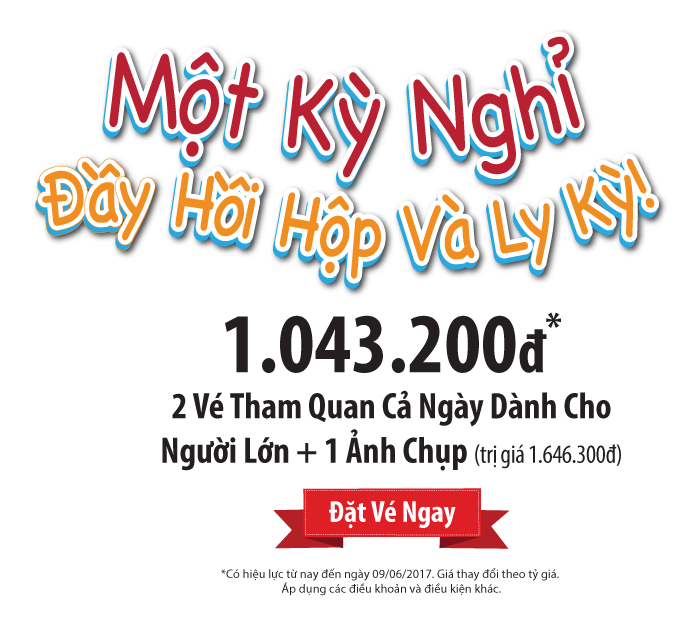 Một Kỳ Nghỉ
Đầy Hồi Hộp Và Ly Kỳ!
1.043.200đ*
2 Vé Tham Quan Cả Ngày Dành Cho
Người Lớn + 1 Ảnh Chụp (trị giá 1.646.300đ)
Đặt Vé Ngay
*Có hiệu lực từ nay đến ngày 09/06/2017. Giá thay đổi theo tỷ giá.
Áp dụng các điều khoản và điều kiện khác.